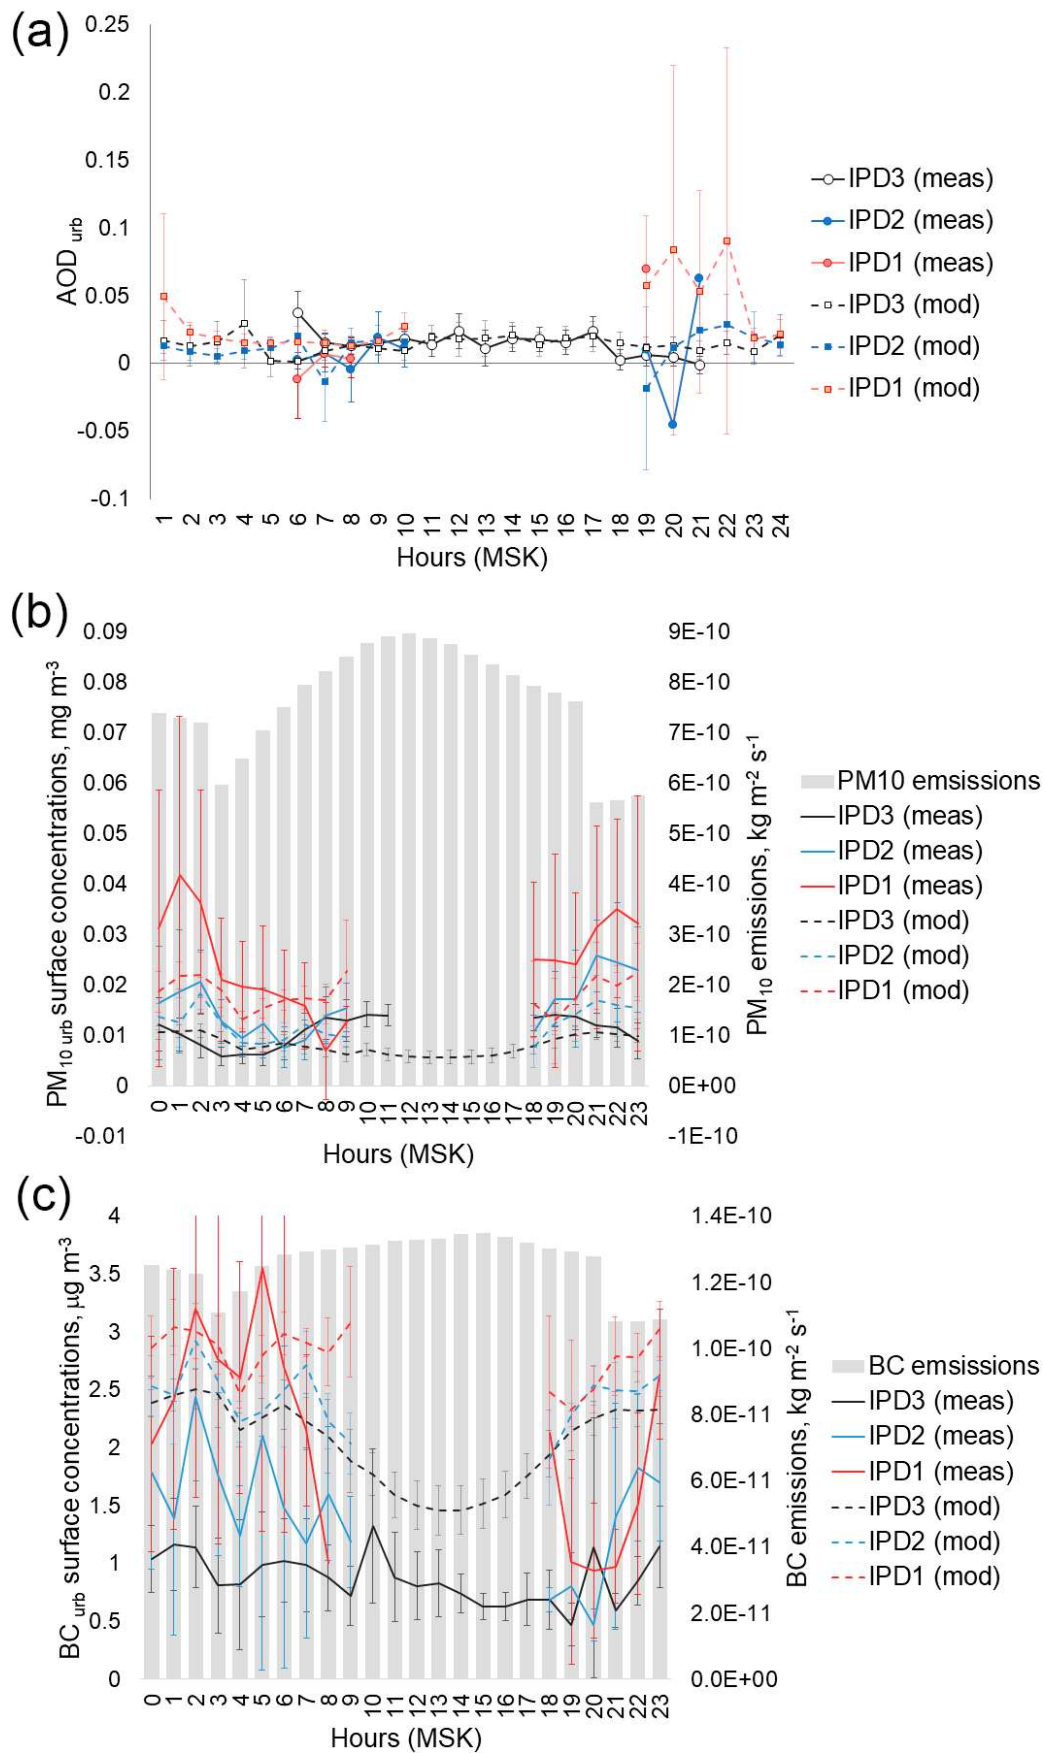 (a)
0.25
0.2
0.15
0.1
0.05
0
-0.05
-0.1
AOD urb
1 2 3 4 5 6 7 8 9 10 11 12 13 14 15 16 17 18 19 20 21 22 23 24
Hours (MSK)
IPD3 (meas)
IPD2 (meas)
IPD1 (meas)
IPD3 (mod)
IPD2 (mod)
IPD1 (mod)
(b)
0.09
0.08
0.07
0.06
0.05
0.04
0.03
0.02
0.01
0
-0.01
PM10 urb surface concentrations, mg m-3
9E-10
8E-10
7E-10
6E-10
5E-10
4E-10
3E-10
2E-10
1E-10
0E+00
-1E-10
PM10 emissions, kg m-2 s-1
0 1 2 3 4 5 6 7 8 9 10 11 12 13 14 15 16 17 18 19 20 21 22 23
Hours (MSK)
PM10 emsissions
IPD3 (meas)
IPD2 (meas)
IPD1 (meas)
IPD3 (mod)
IPD2 (mod)
IPD1 (mod)
(c)
4
3.5
3
2.5
2
1.5
1
0.5
0
BC urb surface concentrations, µg m-3
1.4E-10
1.2E-10
1.0E-10
8.0E-11
6.0E-11
4.0E-11
2.0E-11
0.0E+00
BC emissions, kg m-2 s-1
0 1 2 3 4 5 6 7 8 9 10 11 12 13 14 15 16 17 18 19 20 21 22 23
Hours (MSK)
BC emsissions
IPD3 (meas)
IPD2 (meas)
IPD1 (meas)
IPD3 (mod)
IPD2 (mod)
IPD1 (mod)